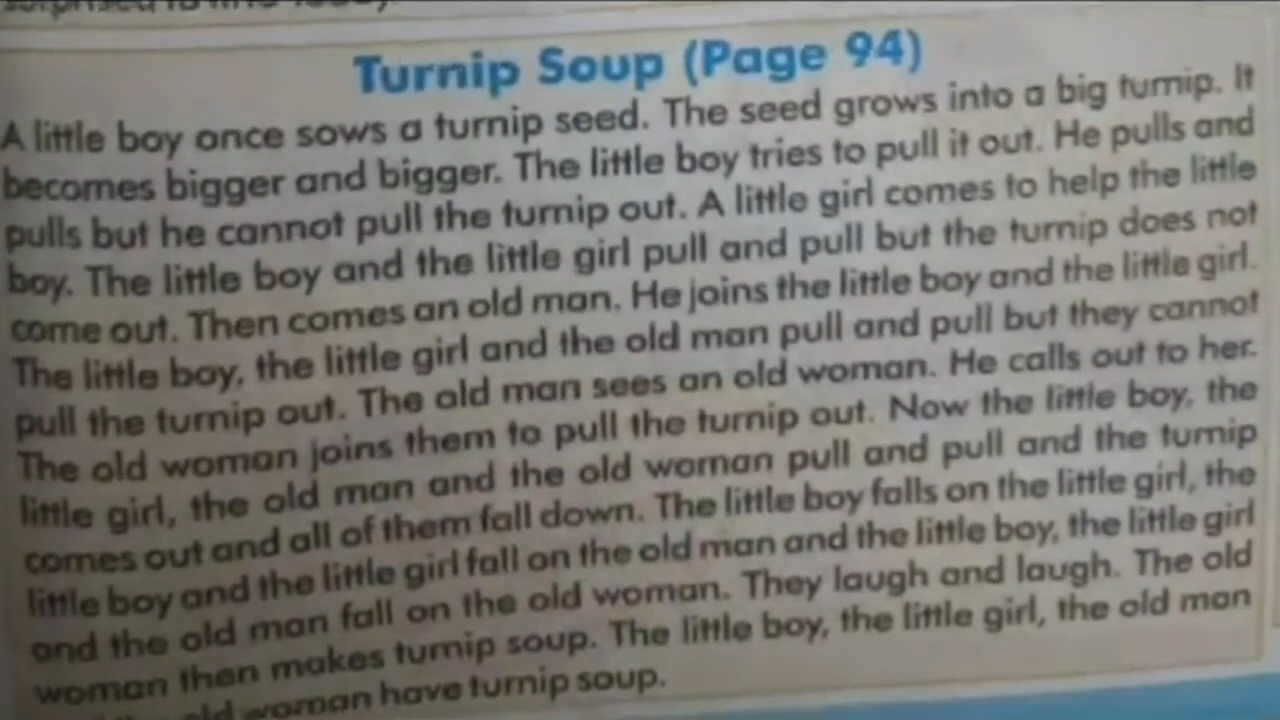 Turnip Soup (Page 94)
A little boy once sows a turnip seed. The seed grows into a big turnip. It
becomes bigger and bigger. The little boy tries to pull it out. He pulls and
pulls but he cannot pull the turnip out. A little girl comes to help the little
boy. The little boy and the little girl pull and pull but the turnip does not
come out. Then comes an old man. He joins the little boy and the little girl.
The little boy, the little girl and the old man pull and pull but they cannot
pull the turnip out. The old man sees an old woman. He calls out to her.
The old woman joins them to pull the turnip out. Now the little boy, the
little girl, the old man and the old woman pull and pull and the turnip
comes out and all of them fall down. The little boy falls on the little girl, the
little boy and the little girl fall on the old man and the little boy, the little girl
and the old man fall on the old woman. They laugh and laugh. The old
woman then makes turnip soup. The little boy, the little girl, the old man
old woman have turnip soup.